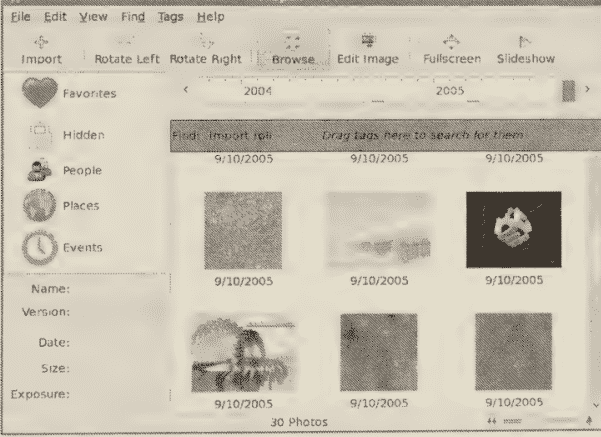 File Edit View Find Tags Help
Import Rotate Left Rotate Right Browse Edit Image Fullscreen Slideshow
Favorites
Hidden
People
Places
Events
Name:
Version:
Date:
Size:
Exposure:
2004 2005
Find: Import roll Drag tags here to search for them
9/10/2005 9/10/2005 9/10/2005
9/10/2005 9/10/2005 9/10/2005
9/10/2005 9/10/2005 9/10/2005
30 Photos